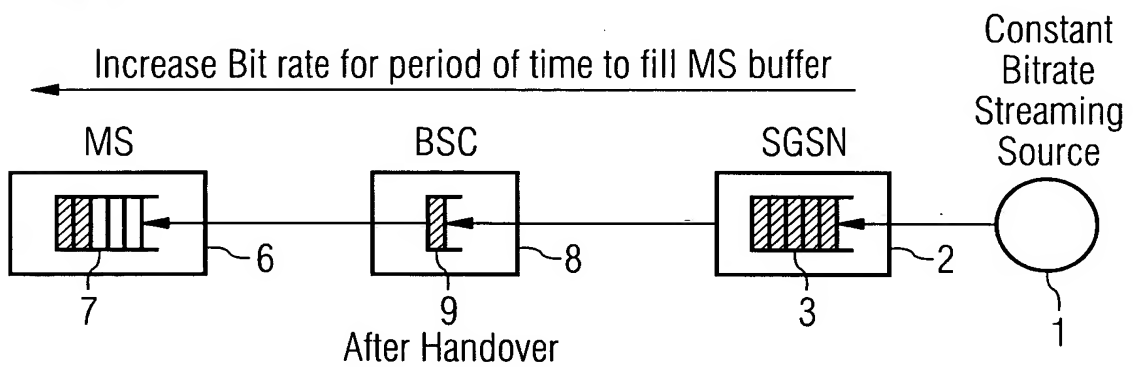 Constant
Bitrate
Streaming
Source
Increase Bit rate for period of time to fill MS buffer
MS
BSC
SGSN
6
8
2
7
9
3
1
After Handover